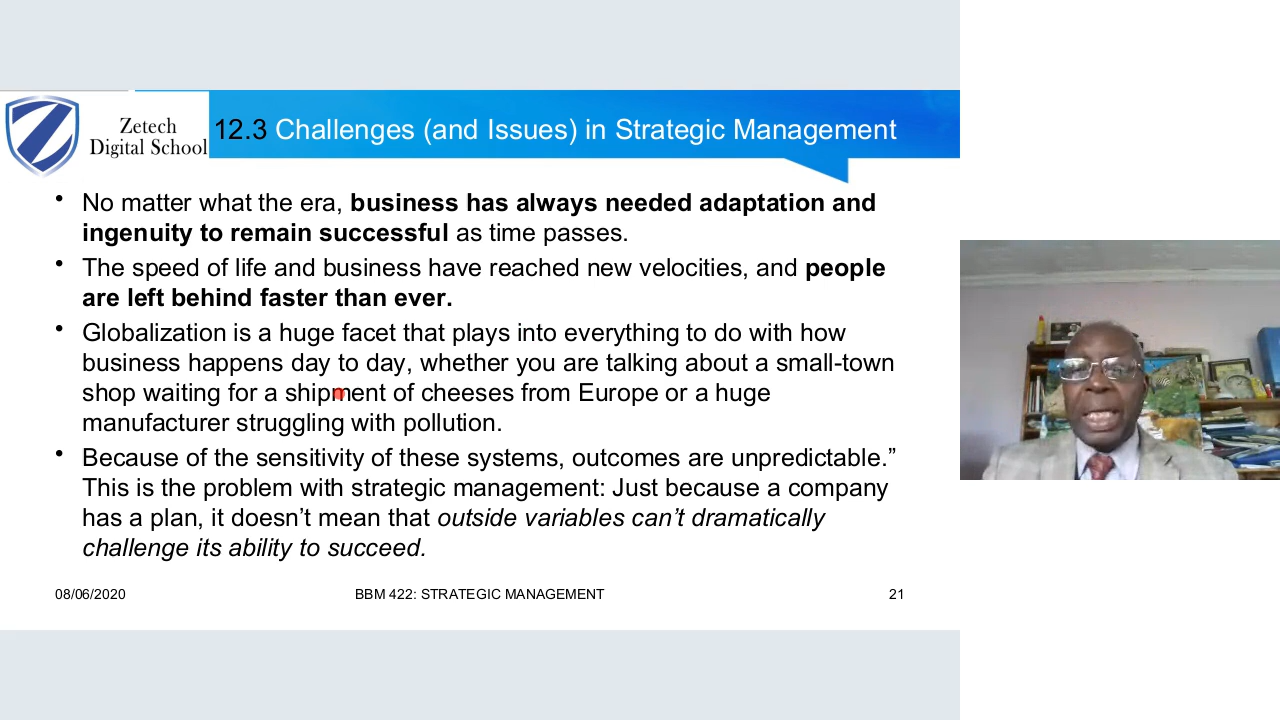 Zetech
Digital School
12.3 Challenges (and Issues) in Strategic Management
• No matter what the era, business has always needed adaptation and
ingenuity to remain successful as time passes.
• The speed of life and business have reached new velocities, and people
are left behind faster than ever.
• Globalization is a huge facet that plays into everything to do with how
business happens day to day, whether you are talking about a small-town
shop waiting for a shipment of cheeses from Europe or a huge
manufacturer struggling with pollution.
• Because of the sensitivity of these systems, outcomes are unpredictable.”
This is the problem with strategic management: Just because a company
has a plan, it doesn’t mean that outside variables can’t dramatically
challenge its ability to succeed.
08/06/2020 BBM 422: STRATEGIC MANAGEMENT 21